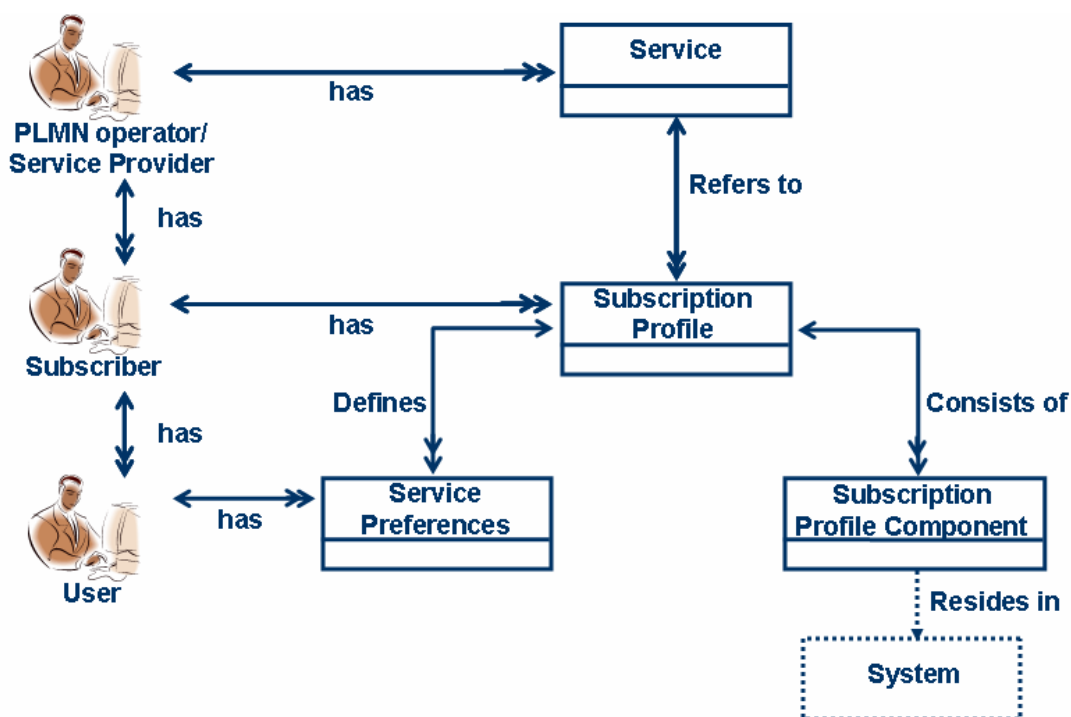 Service
has
PLMN operator/
Service Provider
Refers to
has
Subscription
Profile
has
Subscriber
Defines
Consists of
has
Service
Preferences
Subscription
Profile Component
has
User
Resides in
System